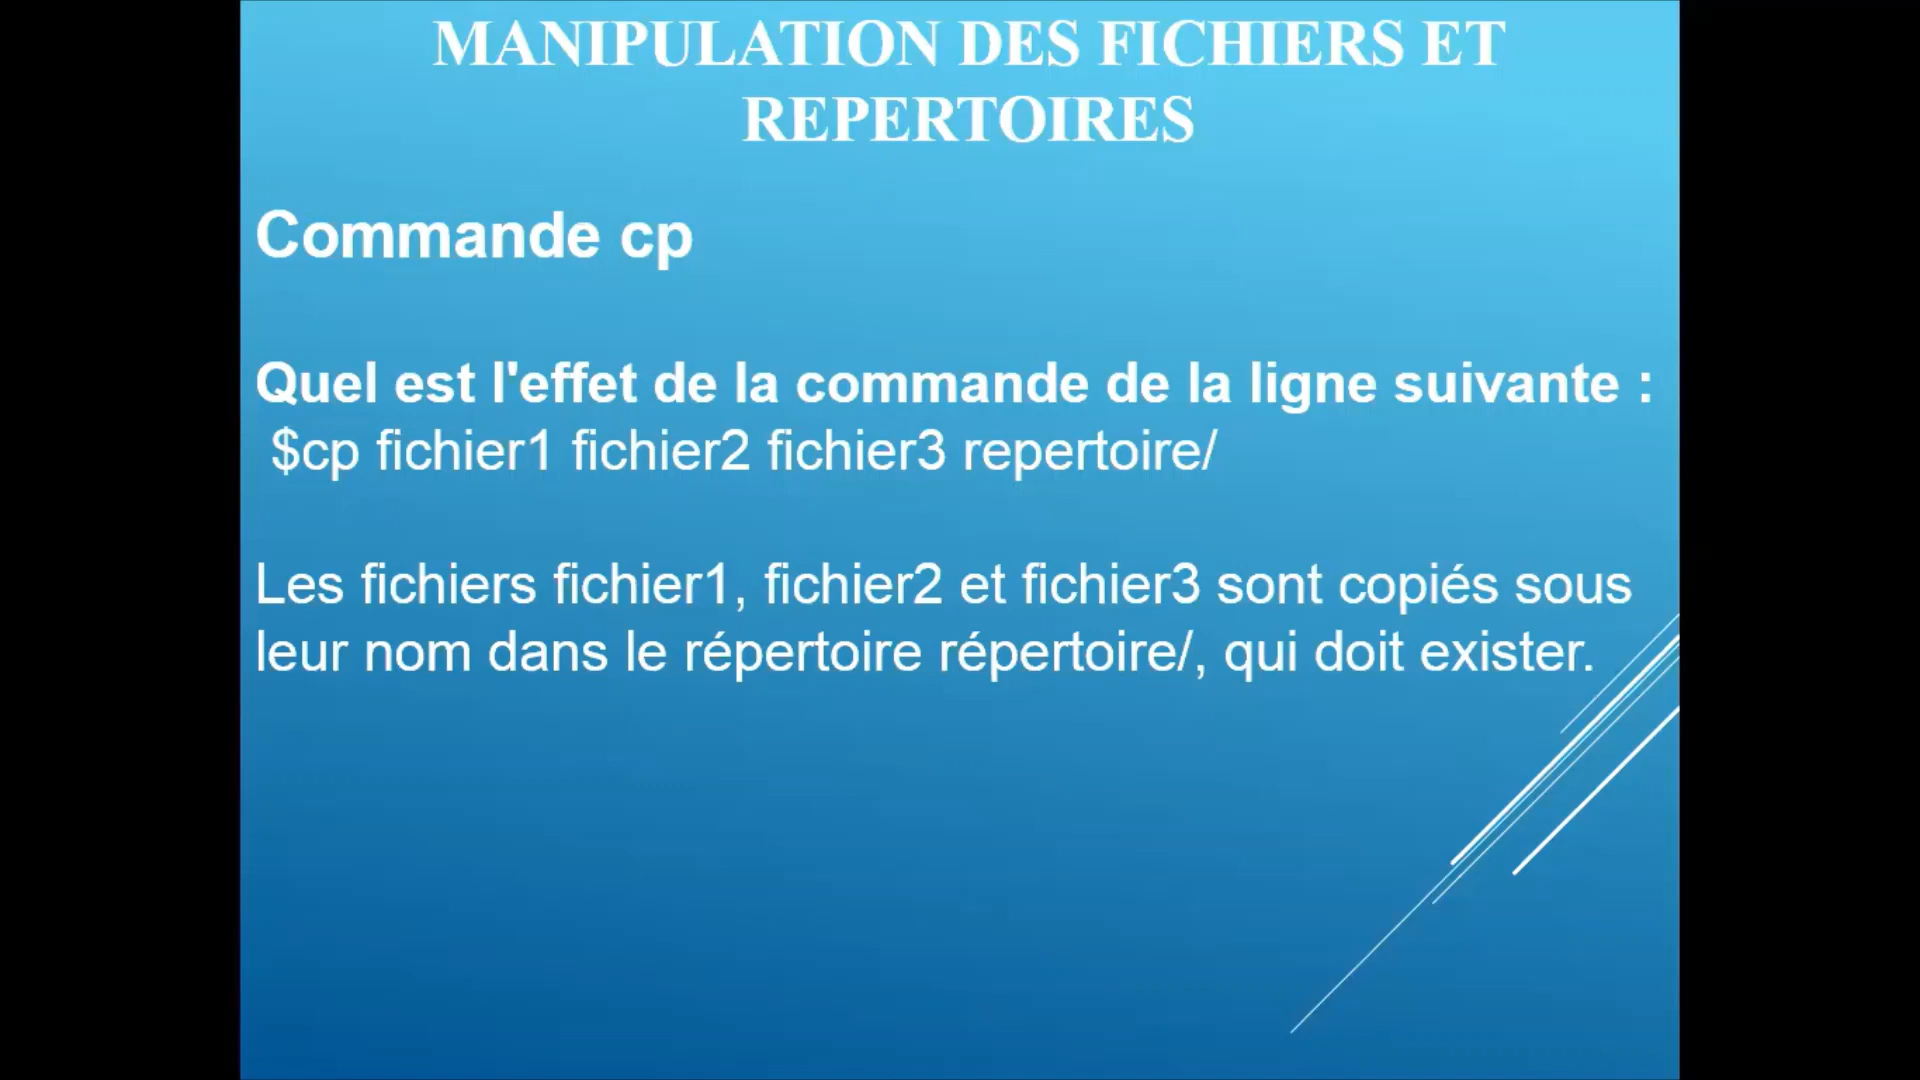 MANIPULATION DES FICHIERS ET
REPERTOIRES
Commande cp
Quel est l'effet de la commande de la ligne suivante :
$cp fichier1 fichier2 fichier3 repertoire/
Les fichiers fichier1, fichier2 et fichier3 sont copiés sous
leur nom dans le répertoire répertoire/, qui doit exister.